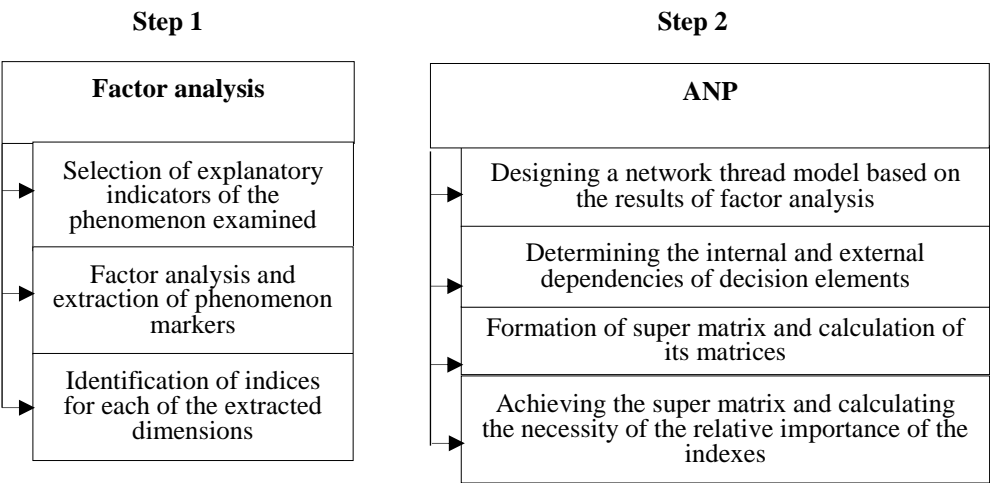 Step 1
Factor analysis
Selection of explanatory
indicators of the
phenomenon examined
Factor analysis and
extraction of phenomenon
markers
Identification of indices
for each of the extracted
dimensions
Step 2
ANP
Designing a network thread model based on
the results of factor analysis
Determining the internal and external
dependencies of decision elements
Formation of super matrix and calculation of
its matrices
Achieving the super matrix and calculating
the necessity of the relative importance of the
indexes